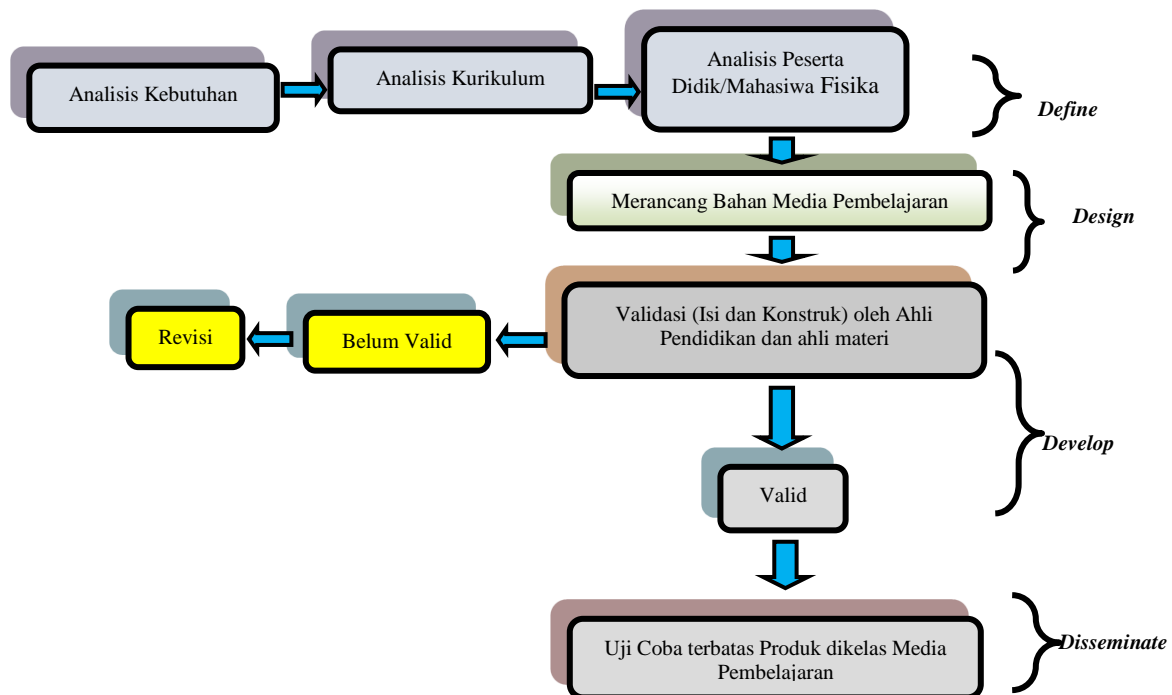 Analisis Kebutuhan
Analisis Kurikulum
Analisis Peserta
Didik/Mahasiwa Fisika
Define
Merancang Bahan Media Pembelajaran
Design
Revisi
Belum Valid
Validasi (Isi dan Konstruk) oleh Ahli
Pendidikan dan ahli materi
Develop
Valid
Uji Coba terbatas Produk dikelas Media
Pembelajaran
Disseminate